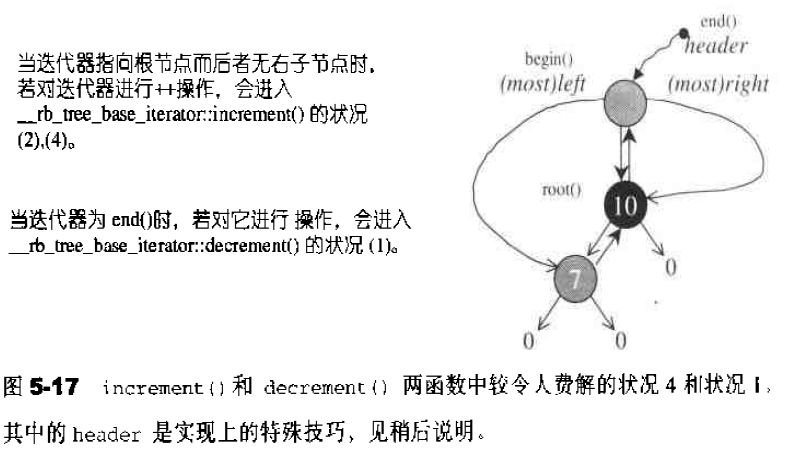 当迭代器指向根节点而后者无右子节点时,
若对迭代器进行++操作，会进入
__rb_tree_base_iterator::increment() 的状况
(2),(4)。
当迭代器为 end()时，若对它进行 操作，会进入
__rb_tree_base_iterator::decrement() 的状况 (1)。
end()
header
begin()
(most)left
(most)right
root()
10
7
0
0
0
图 5-17 increment()和 decrement() 两函数中较令人费解的状况 4 和状况 1，
其中的 header 是实现上的特殊技巧，见稍后说明。